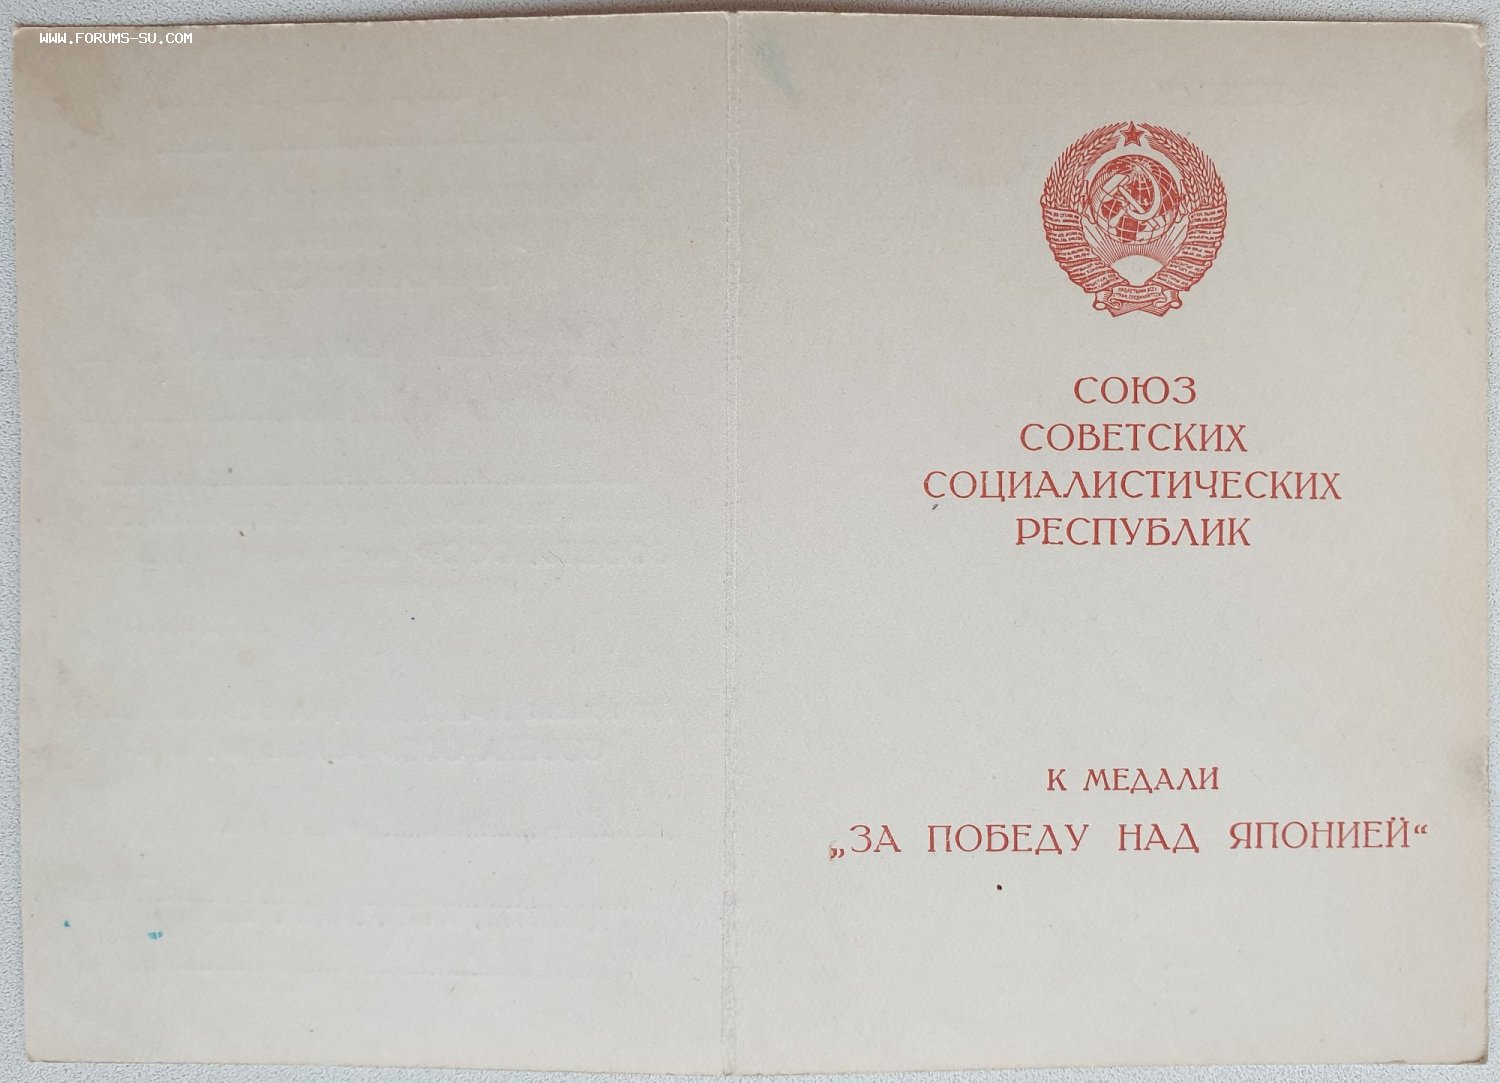 WWW.FORUMS-SU.COM
СОЮЗ
СОВЕТСКИХ
СОЦИАЛИСТИЧЕСКИХ
РЕСПУБЛИК
К МЕДАЛИ
„ЗА ПОБЕДУ НАД ЯПОНИЕЙ“